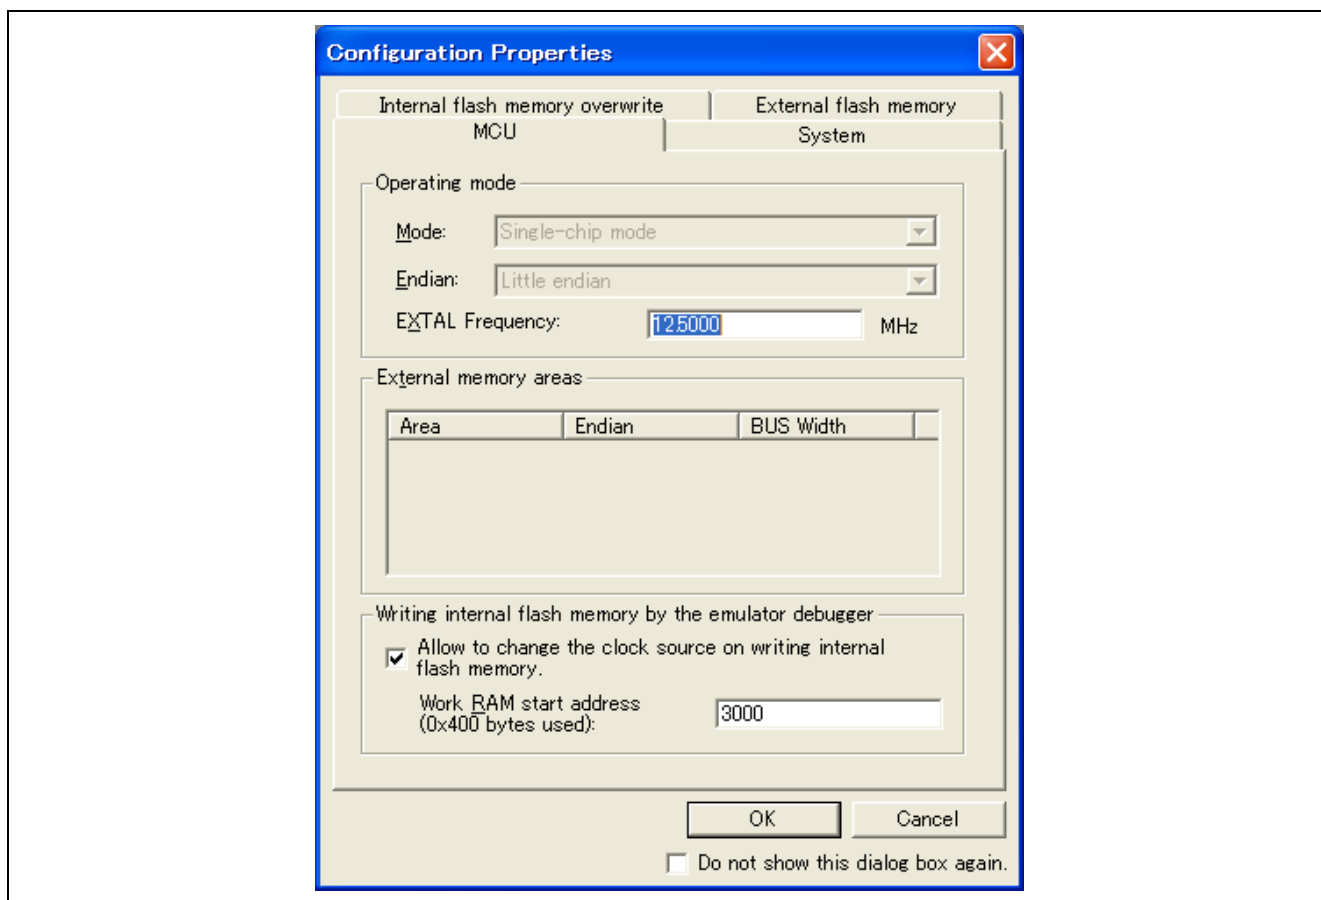 Configuration Properties
Internal flash memory overwrite
External flash memory
MCU
System
Operating mode
Mode:
Single-chip mode
Endian:
Little endian
EXTAL Frequency:
12.5000
MHz
External memory areas
Area
Endian
BUS Width
Writing internal flash memory by the emulator debugger
Allow to change the clock source on writing internal
flash memory.
Work RAM start address
(0x400 bytes used):
3000
OK
Cancel
Do not show this dialog box again.